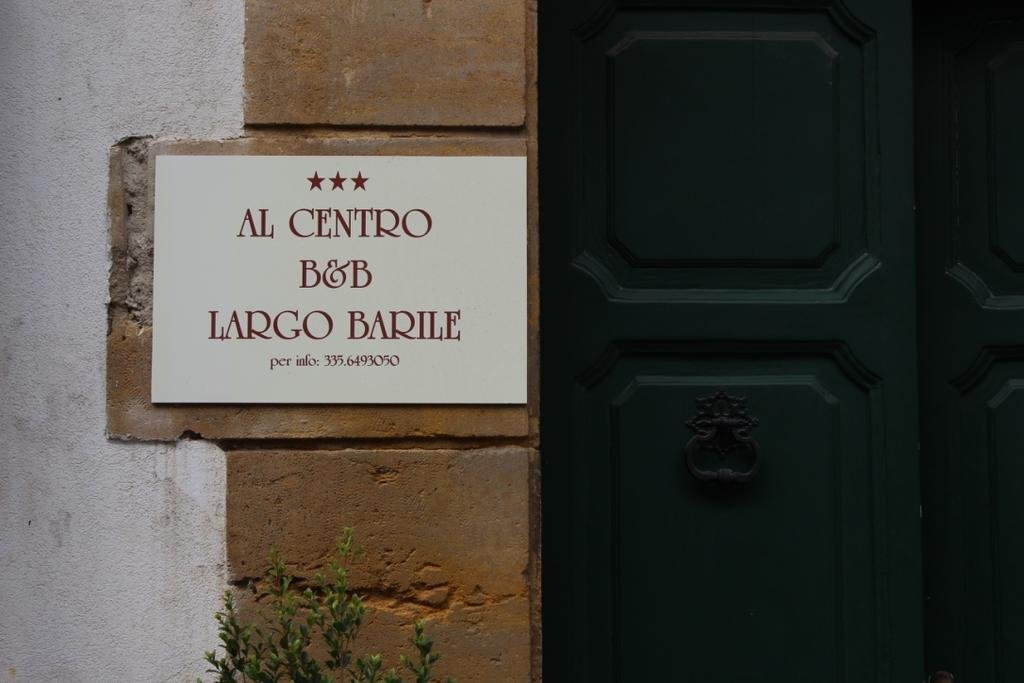 ★★★
AL CENTRO
B&B
LARGO BARILE
per info: 335.6493050